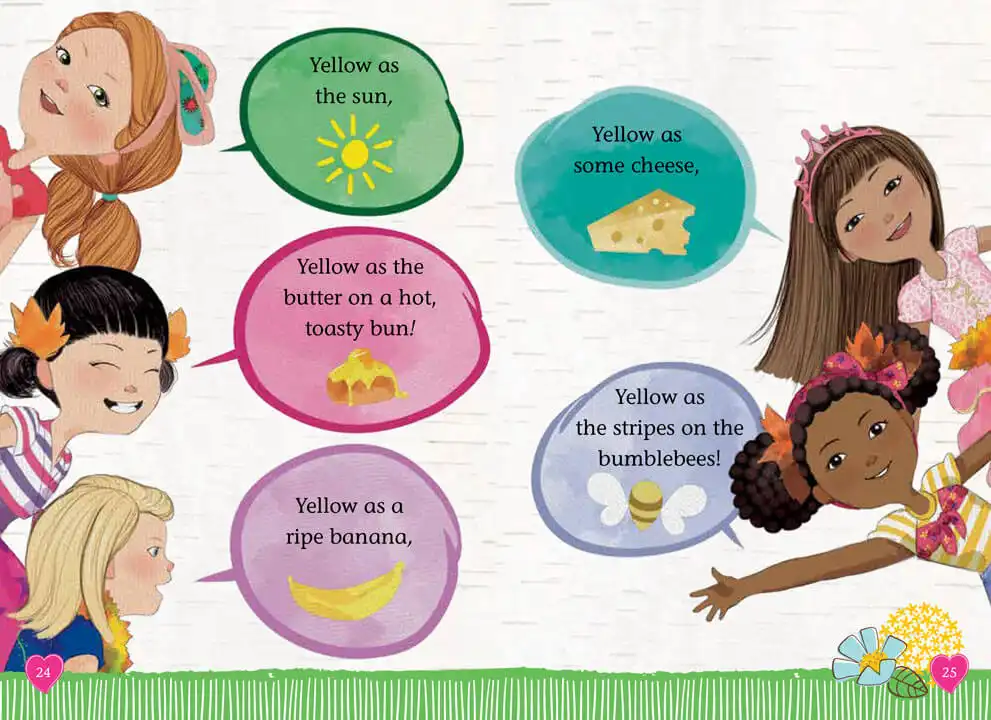 Yellow as
the sun,
Yellow as the
butter on a hot,
toasty bun!
Yellow as a
ripe banana,
24
Yellow as
some cheese,
Yellow as
the stripes on the
bumblebees!
25